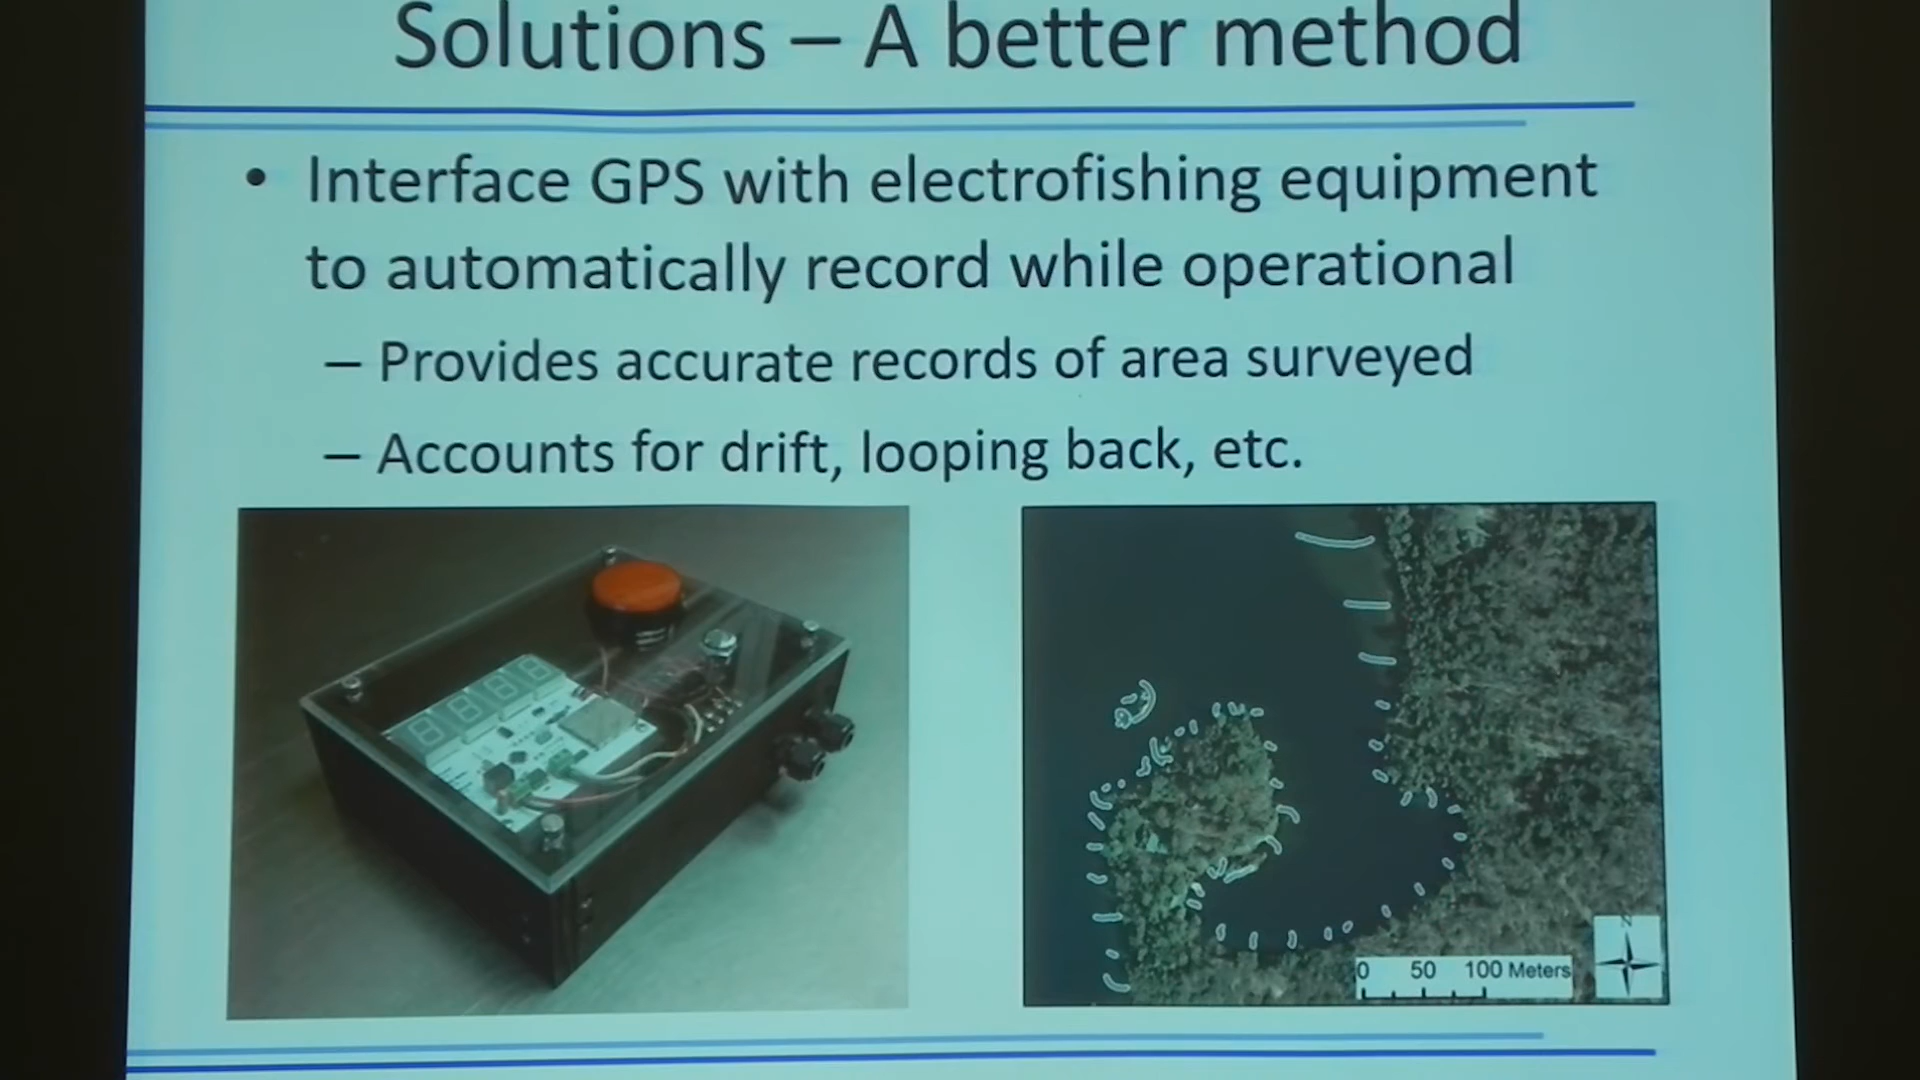 Solutions – A better method
• Interface GPS with electrofishing equipment
to automatically record while operational
– Provides accurate records of area surveyed
– Accounts for drift, looping back, etc.
N
0 50 100 Meters